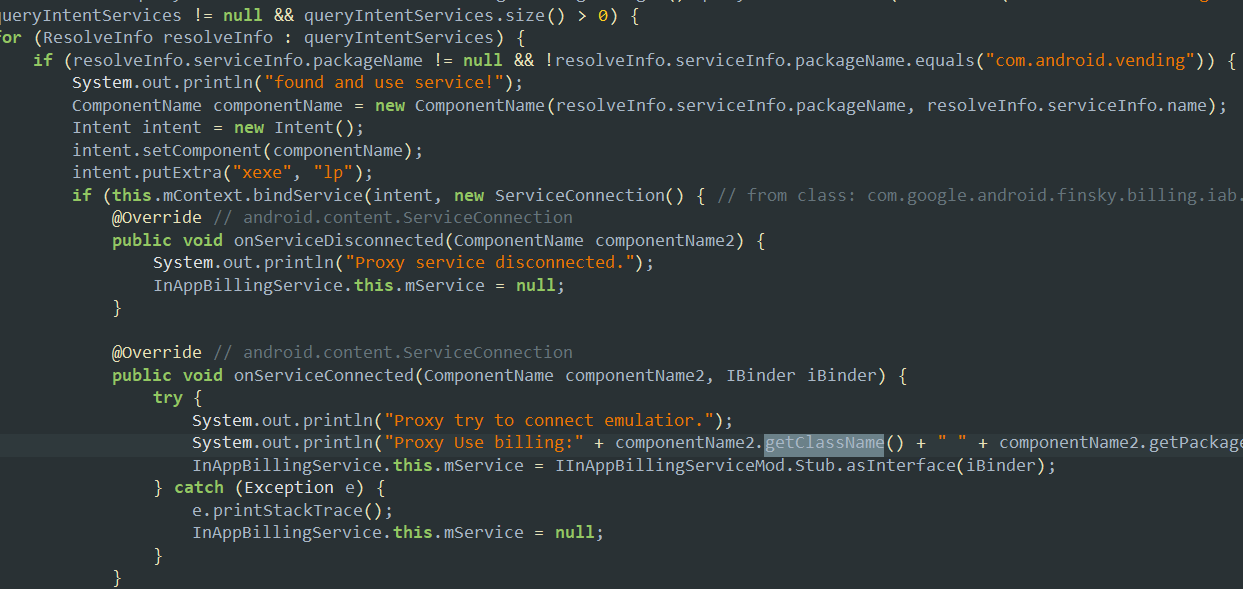 queryIntentServices != null && queryIntentServices.size() > 0) {
for (ResolveInfo resolveInfo : queryIntentServices) {
if (resolveInfo.serviceInfo.packageName != null && !resolveInfo.serviceInfo.packageName.equals("com.android.vending")) {
System.out.println("found and use service!");
ComponentName componentName = new ComponentName(resolveInfo.serviceInfo.packageName, resolveInfo.serviceInfo.name);
Intent intent = new Intent();
intent.setComponent(componentName);
intent.putExtra("xexe", "lp");
if (this.mContext.bindService(intent, new ServiceConnection() { // from class: com.google.android.finsky.billing.iab.
@Override // android.content.ServiceConnection
public void onServiceDisconnected(ComponentName componentName2) {
System.out.println("Proxy service disconnected.");
InAppBillingService.this.mService = null;
}
@Override // android.content.ServiceConnection
public void onServiceConnected(ComponentName componentName2, IBinder iBinder) {
try {
System.out.println("Proxy try to connect emulatior.");
System.out.println("Proxy Use billing:" + componentName2.getClassName() + " " + componentName2.getPackage
InAppBillingService.this.mService = IInAppBillingServiceMod.Stub.asInterface(iBinder);
} catch (Exception e) {
e.printStackTrace();
InAppBillingService.this.mService = null;
}
}